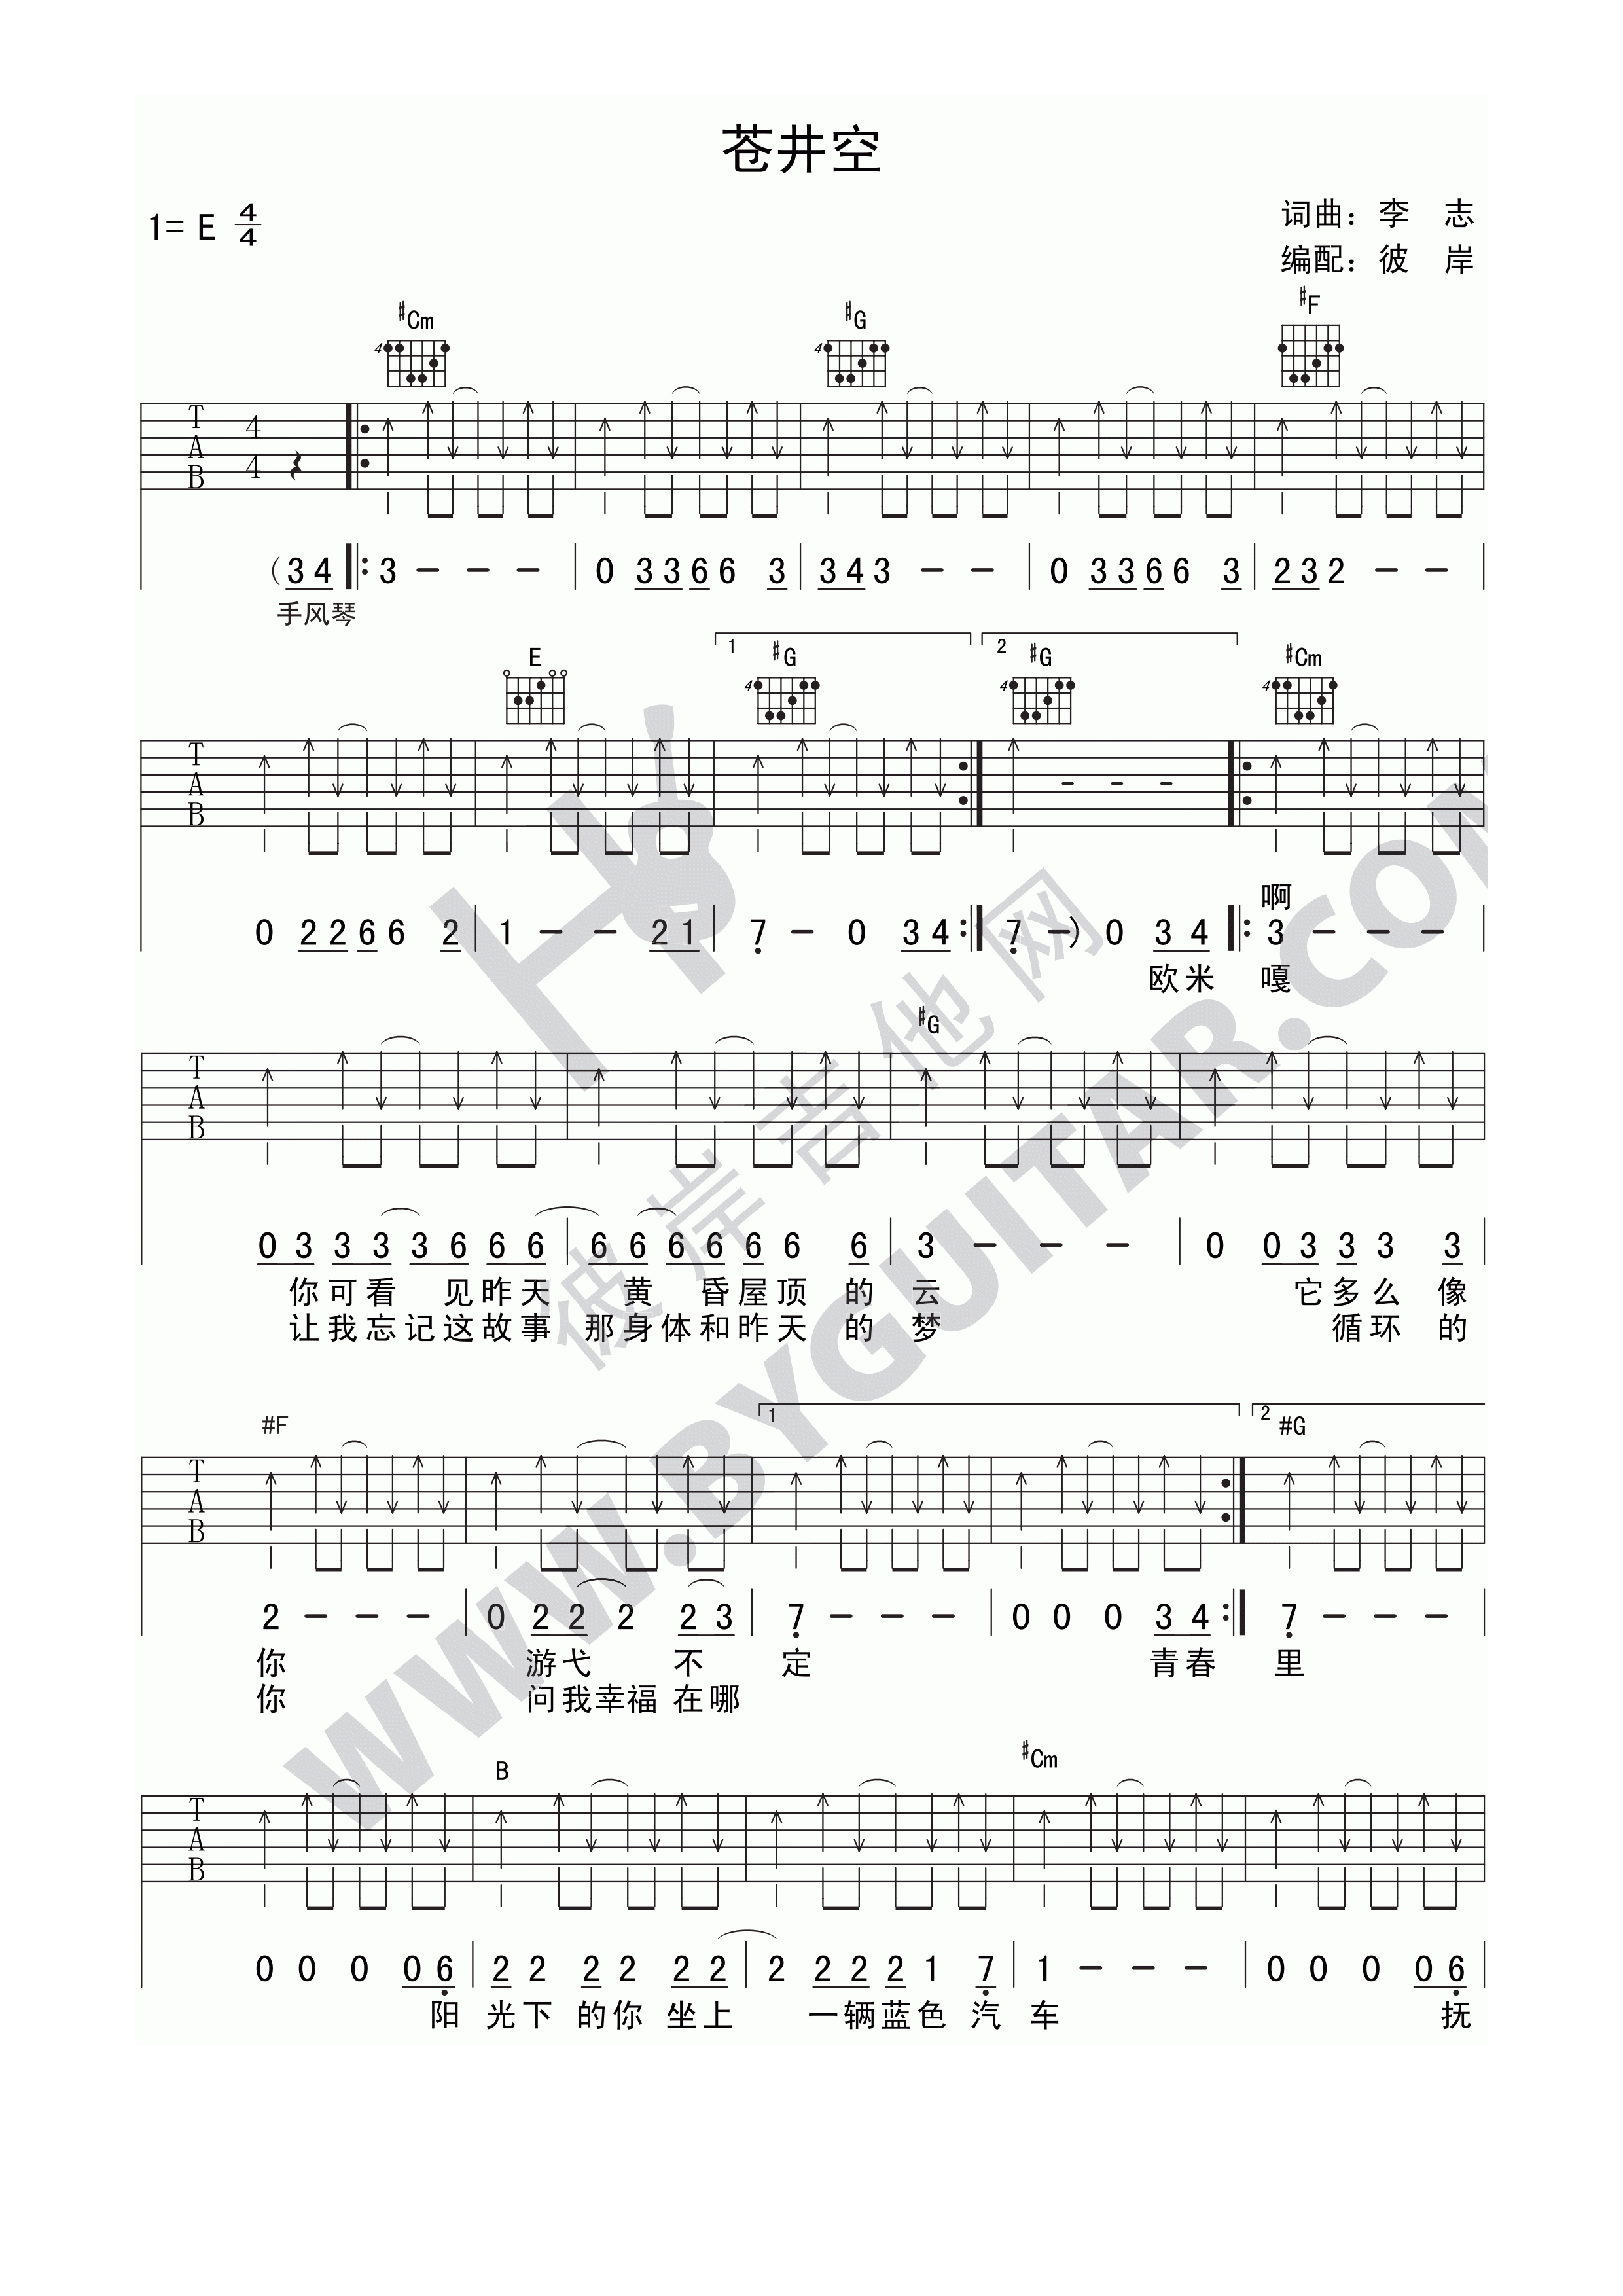 苍井空
1= E 4/4
词曲：李 志
编配：彼 岸
#Cm #G #F
4 4
T A B 4/4
(3 4 3 - - - 0 3 3 6 6 3 3 4 3 - - 0 3 3 6 6 3 2 3 2 - -
手风琴
1 2
E #G #G #Cm
4 4 4
T A B
啊
0 2 2 6 6 2 1 - - 2 1 7 - 0 3 4 7 -) 0 3 4 3 - - -
欧 米 嘎
#G
T A B
0 3 3 3 3 6 6 6 6 6 6 6 6 6 6 3 - - - 0 0 3 3 3 3
你 可 看 见 昨 天 黄 昏 屋 顶 的 云 它 多 么 像
让 我 忘 记 这 故 事 那 身 体 和 昨 天 的 梦 循 环 的
1 2
#F #G
T A B
2 - - - 0 2 2 2 2 3 7 - - - 0 0 0 3 4 7 - - -
你 游 弋 不 定 青 春 里
你 问 我 幸 福 在 哪
B #Cm
T A B
0 0 0 0 6 2 2 2 2 2 2 2 2 2 2 1 7 1 - - - 0 0 0 0 6
阳 光 下 的 你 坐 上 一 辆 蓝 色 汽 车 抚
彼岸吉他网
WWW.BYGUITAR.COM